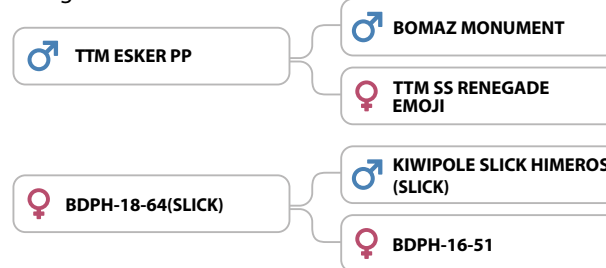 BOMAZ MONUMENT
TTM ESKER PP
TTM SS RENEGADE
EMOJI
KIWIPOLE SLICK HIMEROS
(SLICK)
BDPH-18-64(SLICK)
BDPH-16-51